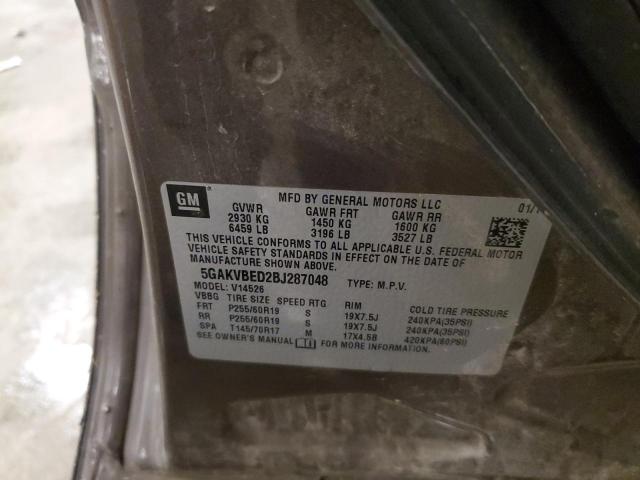 GM
MFD BY GENERAL MOTORS LLC
01/1
GVWR GAWR FRT GAWR RR
2930 KG 1450 KG 1600 KG
6459 LB 3196 LB 3527 LB
THIS VEHICLE CONFORMS TO ALL APPLICABLE U.S. FEDERAL MOTOR
VEHICLE SAFETY STANDARDS IN EFFECT ON THE DATE OF
MANUFACTURE SHOWN ABOVE.
5GAKVBED2BJ287048 TYPE: M.P.V.
MODEL: V14526
VBBG TIRE SIZE SPEED RTG RIM COLD TIRE PRESSURE
FRT P255/60R19 S 19X7.5J 240KPA(35PSI)
RR P255/60R19 S 19X7.5J 240KPA(35PSI)
SPA T145/70R17 M 17X4.5B 420KPA(60PSI)
SEE OWNER'S MANUAL FOR MORE INFORMATION.